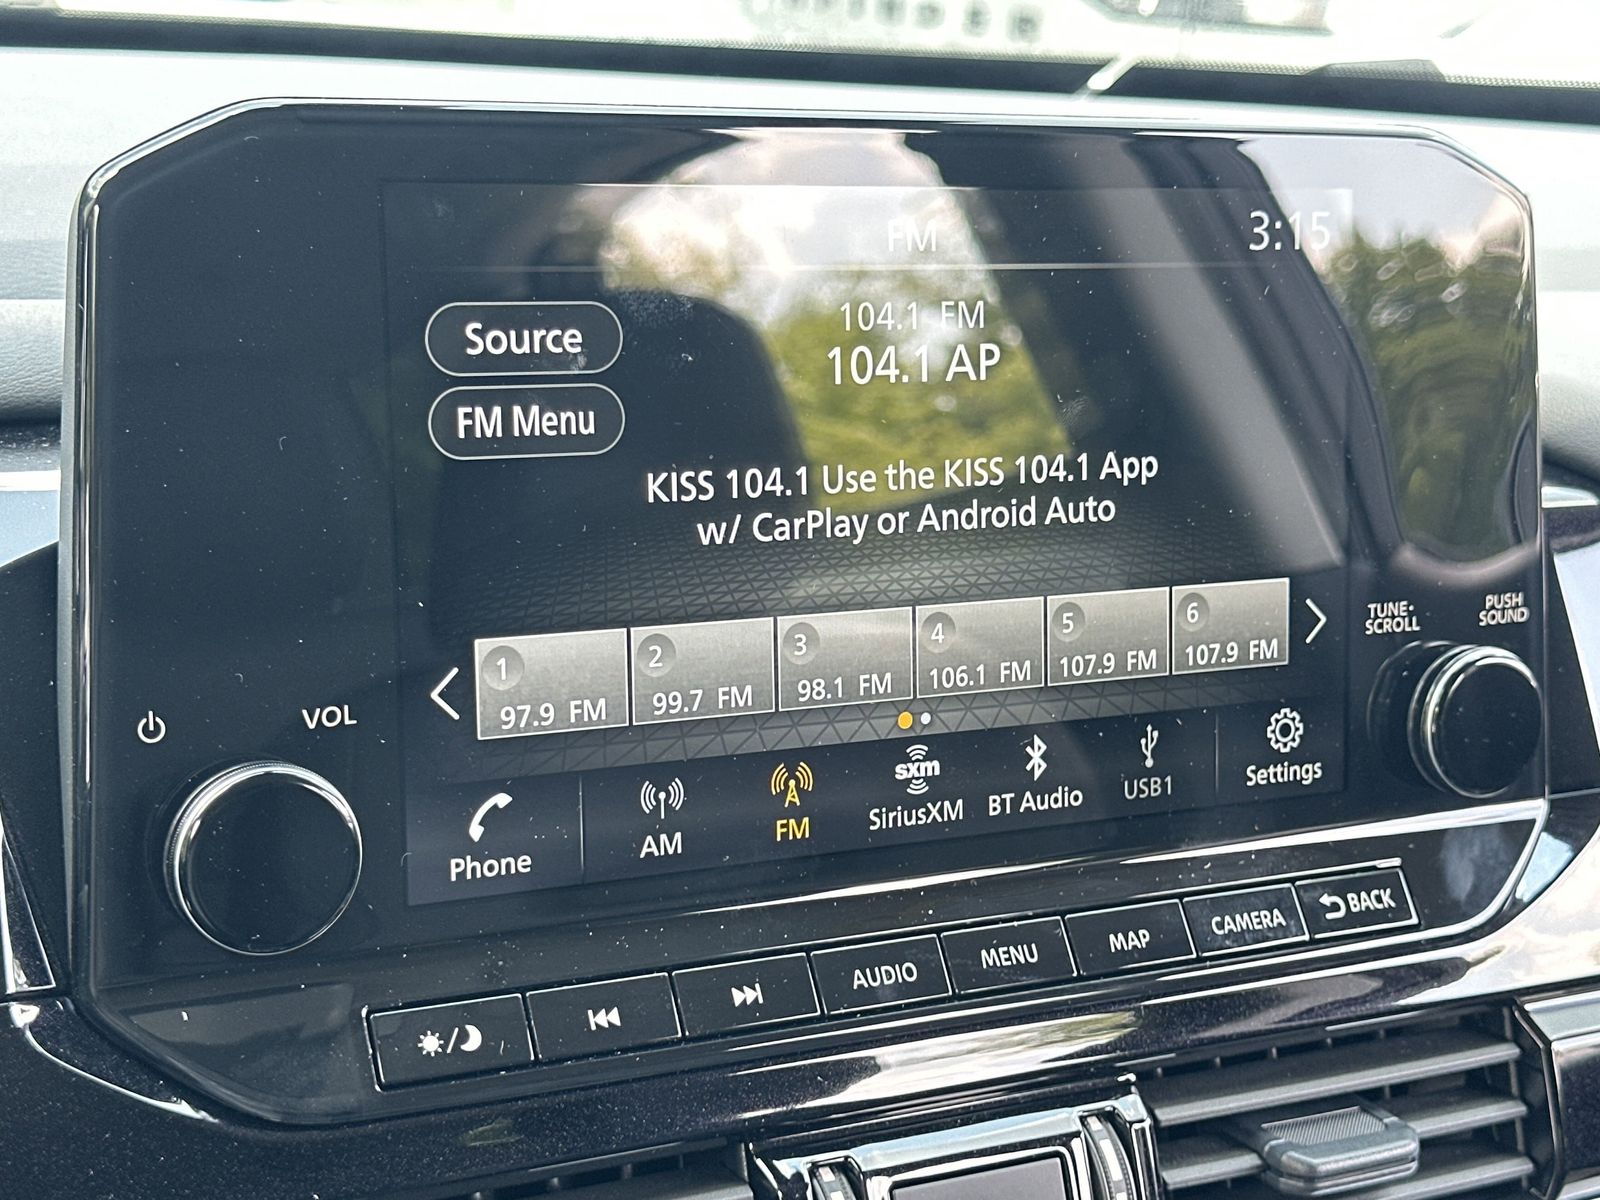 FM
3:15
Source
104.1 FM
104.1 AP
FM Menu
KISS 104.1 Use the KISS 104.1 App
w/ CarPlay or Android Auto
1
97.9 FM
2
99.7 FM
3
98.1 FM
4
106.1 FM
5
107.9 FM
6
107.9 FM
TUNE·
SCROLL
PUSH
SOUND
VOL
Phone
AM
FM
sxm
SiriusXM
BT Audio
USB1
Settings
AUDIO
MENU
MAP
CAMERA
BACK